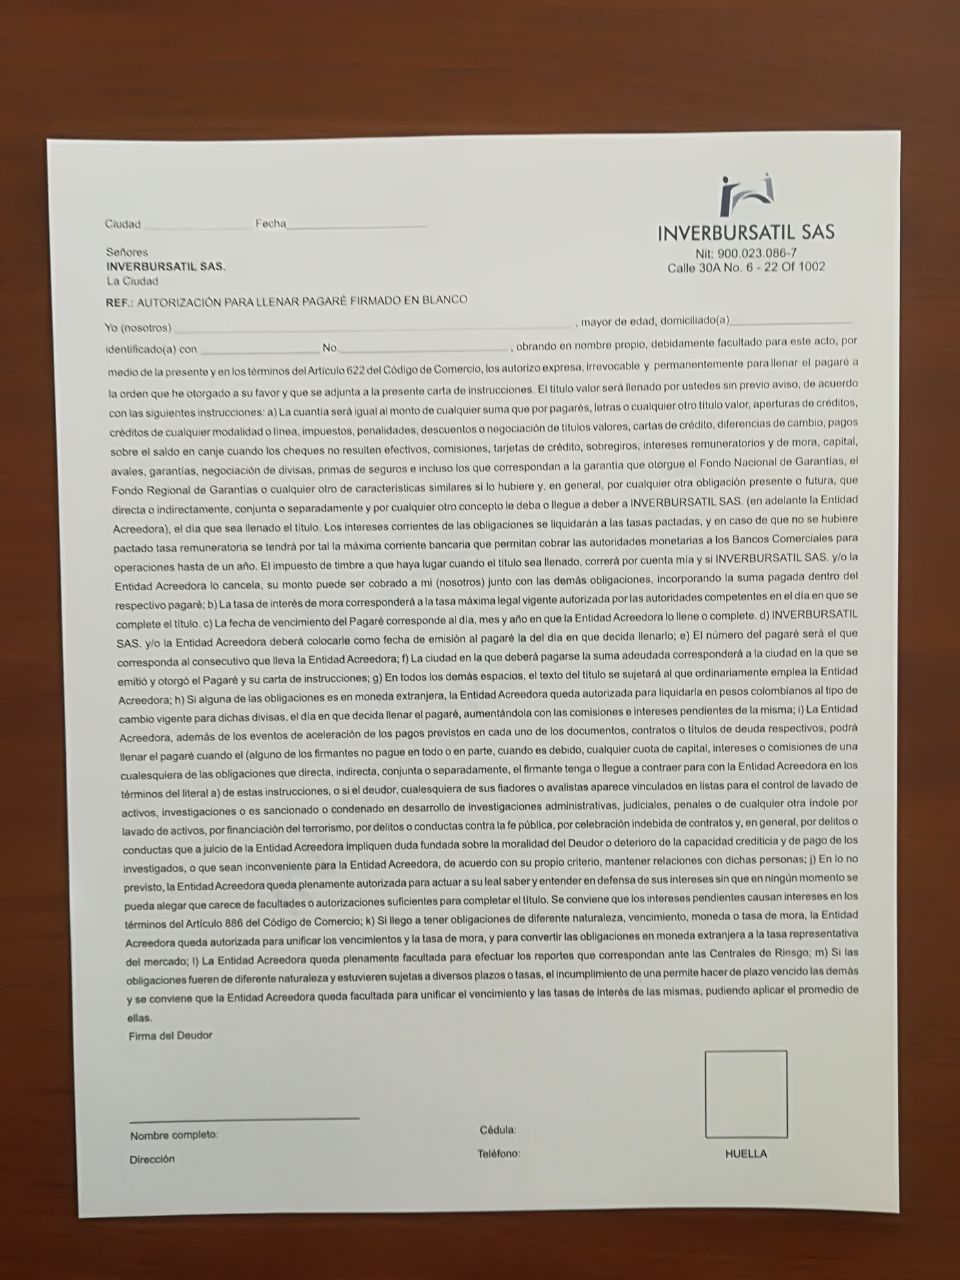 Ciudad Fecha
INVERBURSATIL SAS
Nit: 900.023.086-7
Calle 30A No. 6 - 22 Of 1002
Señores
INVERBURSATIL SAS.
La Ciudad
REF.: AUTORIZACIÓN PARA LLENAR PAGARÉ FIRMADO EN BLANCO
Yo (nosotros) , mayor de edad, domiciliado(a)
identificado(a) con No. , obrando en nombre propio, debidamente facultado para este acto, por
medio de la presente y en los términos del Artículo 622 del Código de Comercio, los autorizo expresa, irrevocable y permanentemente para llenar el pagaré a
la orden que he otorgado a su favor y que se adjunta a la presente carta de instrucciones. El título valor será llenado por ustedes sin previo aviso, de acuerdo
con las siguientes instrucciones: a) La cuantía será igual al monto de cualquier suma que por pagarés, letras o cualquier otro título valor, aperturas de créditos,
créditos de cualquier modalidad o línea, impuestos, penalidades, descuentos o negociación de títulos valores, cartas de crédito, diferencias de cambio, pagos
sobre el saldo en canje cuando los cheques no resulten efectivos, comisiones, tarjetas de crédito, sobregiros, intereses remuneratorios y de mora, capital,
avales, garantías, negociación de divisas, primas de seguros e incluso los que correspondan a la garantía que otorgue el Fondo Nacional de Garantías, el
Fondo Regional de Garantías o cualquier otro de características similares si lo hubiere y, en general, por cualquier otra obligación presente o futura, que
directa o indirectamente, conjunta o separadamente y por cualquier otro concepto le deba o llegue a deber a INVERBURSATIL SAS. (en adelante la Entidad
Acreedora), el día que sea llenado el título. Los intereses corrientes de las obligaciones se liquidarán a las tasas pactadas, y en caso de que no se hubiere
pactado tasa remuneratoria se tendrá por tal la máxima corriente bancaria que permitan cobrar las autoridades monetarias a los Bancos Comerciales para
operaciones hasta de un año. El impuesto de timbre a que haya lugar cuando el título sea llenado, correrá por cuenta mía y si INVERBURSATIL SAS. y/o la
Entidad Acreedora lo cancela, su monto puede ser cobrado a mi (nosotros) junto con las demás obligaciones, incorporando la suma pagada dentro del
respectivo pagaré; b) La tasa de interés de mora corresponderá a la tasa máxima legal vigente autorizada por las autoridades competentes en el día en que se
complete el título. c) La fecha de vencimiento del Pagaré corresponde al día, mes y año en que la Entidad Acreedora lo llene o complete. d) INVERBURSATIL
SAS. y/o la Entidad Acreedora deberá colocarle como fecha de emisión al pagaré la del día en que decida llenarlo; e) El número del pagaré será el que
corresponda al consecutivo que lleva la Entidad Acreedora; f) La ciudad en la que deberá pagarse la suma adeudada corresponderá a la ciudad en la que se
emitió y otorgó el Pagaré y su carta de instrucciones; g) En todos los demás espacios, el texto del título se sujetará al que ordinariamente emplea la Entidad
Acreedora; h) Si alguna de las obligaciones es en moneda extranjera, la Entidad Acreedora queda autorizada para liquidarla en pesos colombianos al tipo de
cambio vigente para dichas divisas, el día en que decida llenar el pagaré, aumentándola con las comisiones e intereses pendientes de la misma; i) La Entidad
Acreedora, además de los eventos de aceleración de los pagos previstos en cada uno de los documentos, contratos o títulos de deuda respectivos, podrá
llenar el pagaré cuando el (alguno de los firmantes no pague en todo o en parte, cuando es debido, cualquier cuota de capital, intereses o comisiones de una
cualesquiera de las obligaciones que directa, indirecta, conjunta o separadamente, el firmante tenga o llegue a contraer para con la Entidad Acreedora en los
términos del literal a) de estas instrucciones, o si el deudor, cualesquiera de sus fiadores o avalistas aparece vinculados en listas para el control de lavado de
activos, investigaciones o es sancionado o condenado en desarrollo de investigaciones administrativas, judiciales, penales o de cualquier otra índole por
lavado de activos, por financiación del terrorismo, por delitos o conductas contra la fe pública, por celebración indebida de contratos y, en general, por delitos o
conductas que a juicio de la Entidad Acreedora impliquen duda fundada sobre la moralidad del Deudor o deterioro de la capacidad crediticia y de pago de los
investigados, o que sean inconveniente para la Entidad Acreedora, de acuerdo con su propio criterio, mantener relaciones con dichas personas; j) En lo no
previsto, la Entidad Acreedora queda plenamente autorizada para actuar a su leal saber y entender en defensa de sus intereses sin que en ningún momento se
pueda alegar que carece de facultades o autorizaciones suficientes para completar el título. Se conviene que los intereses pendientes causan intereses en los
términos del Artículo 886 del Código de Comercio; k) Si llego a tener obligaciones de diferente naturaleza, vencimiento, moneda o tasa de mora, la Entidad
Acreedora queda autorizada para unificar los vencimientos y la tasa de mora, y para convertir las obligaciones en moneda extranjera a la tasa representativa
del mercado; l) La Entidad Acreedora queda plenamente facultada para efectuar los reportes que correspondan ante las Centrales de Riesgo; m) Si las
obligaciones fueren de diferente naturaleza y estuvieren sujetas a diversos plazos o tasas, el incumplimiento de una permite hacer de plazo vencido las demás
y se conviene que la Entidad Acreedora queda facultada para unificar el vencimiento y las tasas de interés de las mismas, pudiendo aplicar el promedio de
ellas.
Firma del Deudor
Nombre completo: Cédula:
Dirección Teléfono: HUELLA